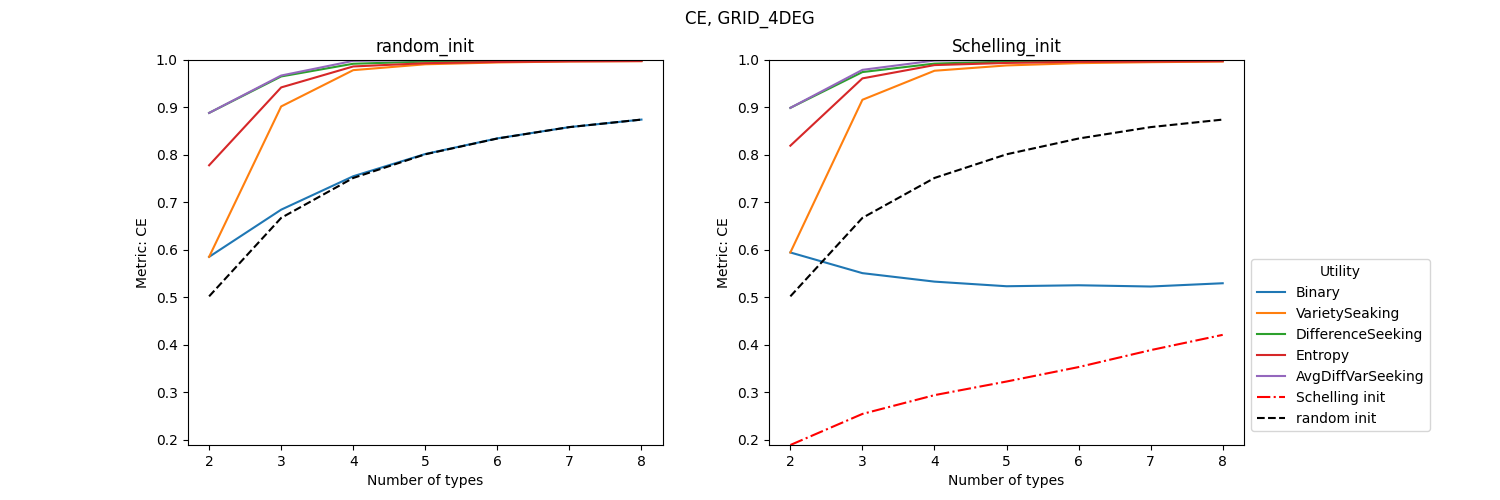 CE, GRID_4DEG
random_init
Metric: CE
1.0
0.9
0.8
0.7
0.6
0.5
0.4
0.3
0.2
2 3 4 5 6 7 8
Number of types
Schelling_init
Metric: CE
1.0
0.9
0.8
0.7
0.6
0.5
0.4
0.3
0.2
2 3 4 5 6 7 8
Number of types
Utility
Binary
VarietySeaking
DifferenceSeeking
Entropy
AvgDiffVarSeeking
Schelling init
random init